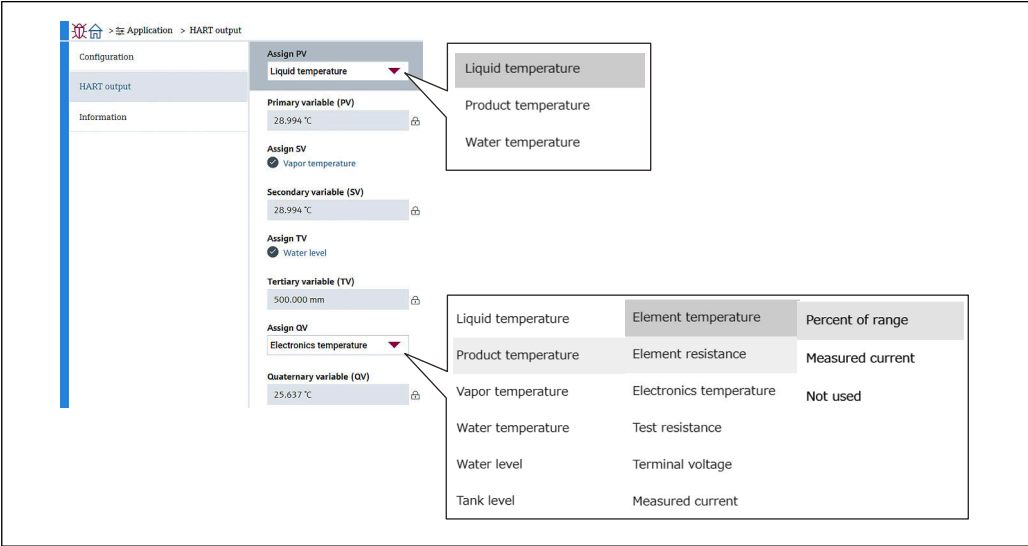 > Application > HART output
Configuration
HART output
Information
Assign PV
Liquid temperature
Primary variable (PV)
28.994 °C
Assign SV
Vapor temperature
Secondary variable (SV)
28.994 °C
Assign TV
Water level
Tertiary variable (TV)
500.000 mm
Assign QV
Electronics temperature
Quaternary variable (QV)
25.637 °C
Liquid temperature
Product temperature
Water temperature
Liquid temperature
Product temperature
Vapor temperature
Water temperature
Water level
Tank level
Element temperature
Element resistance
Electronics temperature
Test resistance
Terminal voltage
Measured current
Percent of range
Measured current
Not used